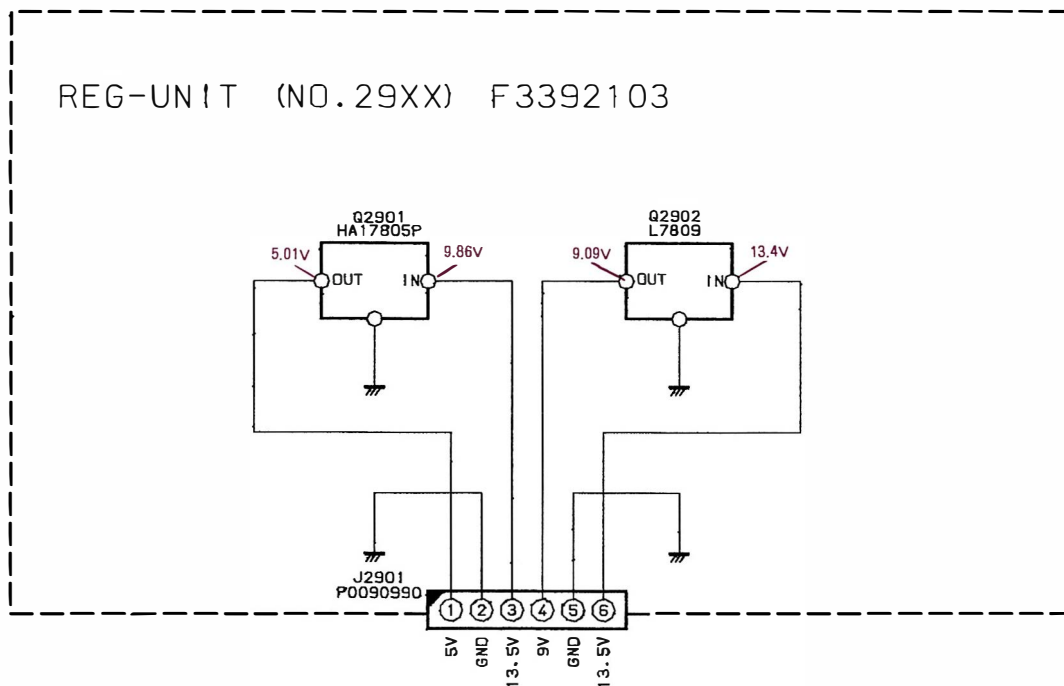 REG-UNIT (NO.29XX) F3392103
Q2901
HA17805P
5.01V
9.86V
OUT
IN
Q2902
L7809
9.09V
13.4V
OUT
IN
J2901
P0090990
1 2 3 4 5 6
5V
GND
13.5V
9V
GND
13.5V